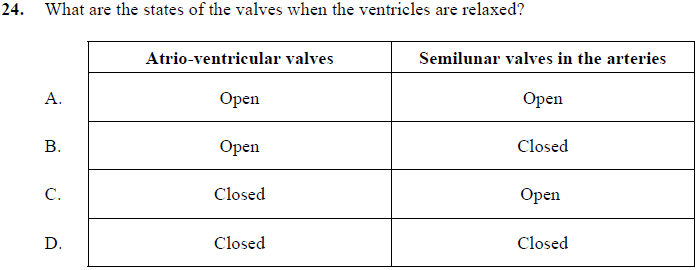 24. What are the states of the valves when the ventricles are relaxed?
Atrio-ventricular valves Semilunar valves in the arteries
A. Open Open
B. Open Closed
C. Closed Open
D. Closed Closed